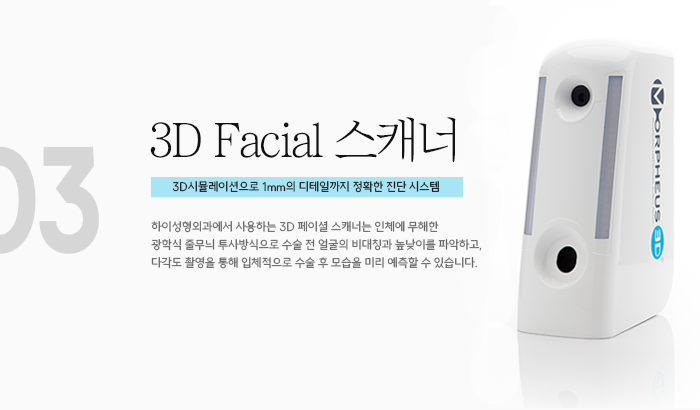 03
3D Facial 스캐너
3D시뮬레이션으로 1mm의 디테일까지 정확한 진단 시스템
하이성형외과에서 사용하는 3D 페이셜 스캐너는 인체에 무해한
광학식 줄무늬 투사방식으로 수술 전 얼굴의 비대칭과 높낮이를 파악하고,
다각도 촬영을 통해 입체적으로 수술 후 모습을 미리 예측할 수 있습니다.
MORPHEUS 3D